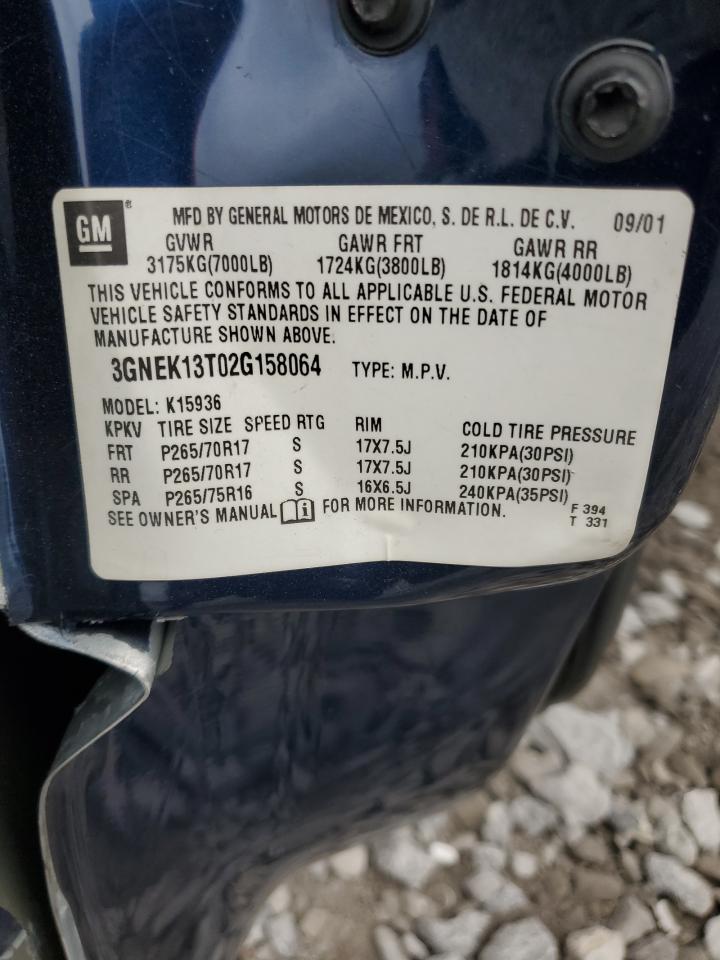 GM ®
MFD BY GENERAL MOTORS DE MEXICO, S. DE R.L. DE C.V. 09/01
GVWR GAWR FRT GAWR RR
3175KG(7000LB) 1724KG(3800LB) 1814KG(4000LB)
THIS VEHICLE CONFORMS TO ALL APPLICABLE U.S. FEDERAL MOTOR
VEHICLE SAFETY STANDARDS IN EFFECT ON THE DATE OF
MANUFACTURE SHOWN ABOVE.
3GNEK13T02G158064 TYPE: M.P.V.
MODEL: K15936
KPKV TIRE SIZE SPEED RTG RIM COLD TIRE PRESSURE
FRT P265/70R17 S 17X7.5J 210KPA(30PSI)
RR P265/70R17 S 17X7.5J 210KPA(30PSI)
SPA P265/75R16 S 16X6.5J 240KPA(35PSI)
SEE OWNER'S MANUAL i FOR MORE INFORMATION. F 394
T 331